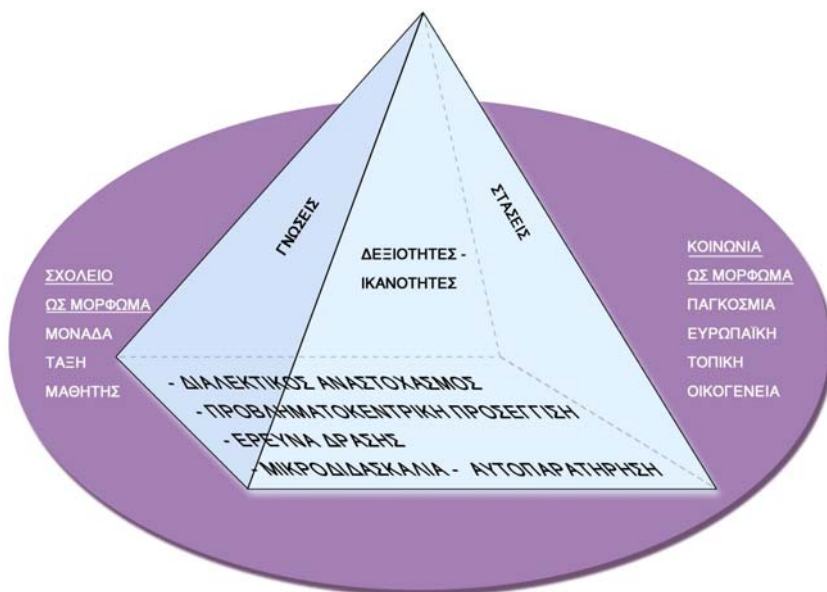 ΓΝΩΣΕΙΣ
ΣΤΑΣΕΙΣ
ΔΕΞΙΟΤΗΤΕΣ -
ΙΚΑΝΟΤΗΤΕΣ
ΣΧΟΛΕΙΟ
ΩΣ ΜΟΡΦΩΜΑ
ΜΟΝΑΔΑ
ΤΑΞΗ
ΜΑΘΗΤΗΣ
ΚΟΙΝΩΝΙΑ
ΩΣ ΜΟΡΦΩΜΑ
ΠΑΓΚΟΣΜΙΑ
ΕΥΡΩΠΑΪΚΗ
ΤΟΠΙΚΗ
ΟΙΚΟΓΕΝΕΙΑ
- ΔΙΑΛΕΚΤΙΚΟΣ ΑΝΑΣΤΟΧΑΣΜΟΣ
- ΠΡΟΒΛΗΜΑΤΟΚΕΝΤΡΙΚΗ ΠΡΟΣΕΓΓΙΣΗ
- ΕΡΕΥΝΑ ΔΡΑΣΗΣ
- ΜΙΚΡΟΔΙΔΑΣΚΑΛΙΑ - ΑΥΤΟΠΑΡΑΤΗΡΗΣΗ